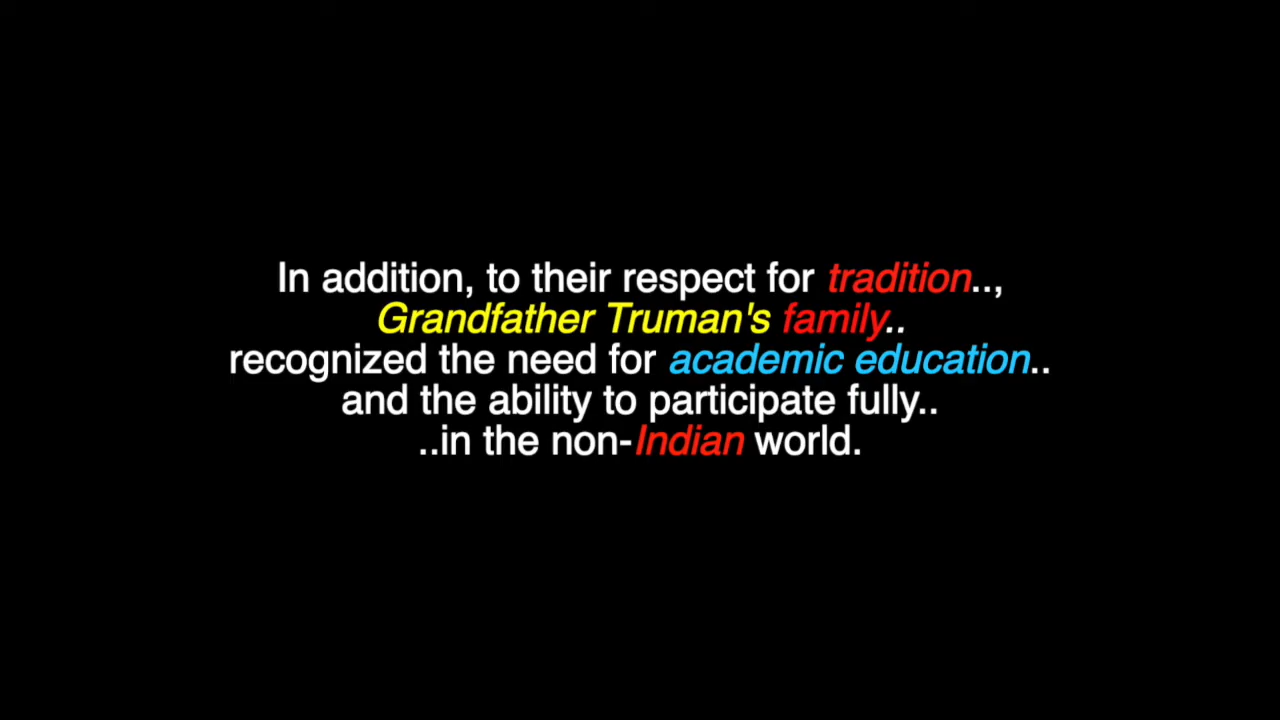 In addition, to their respect for tradition..,
Grandfather Truman's family..
recognized the need for academic education..
and the ability to participate fully..
..in the non-Indian world.